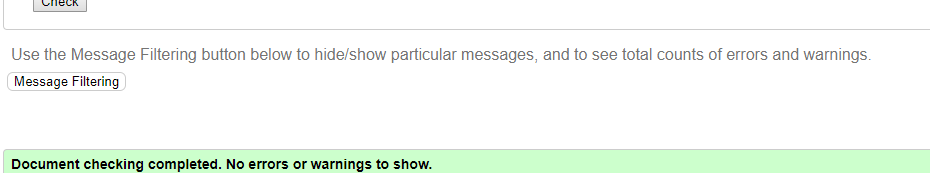 Check
Use the Message Filtering button below to hide/show particular messages, and to see total counts of errors and warnings.
Message Filtering
Document checking completed. No errors or warnings to show.